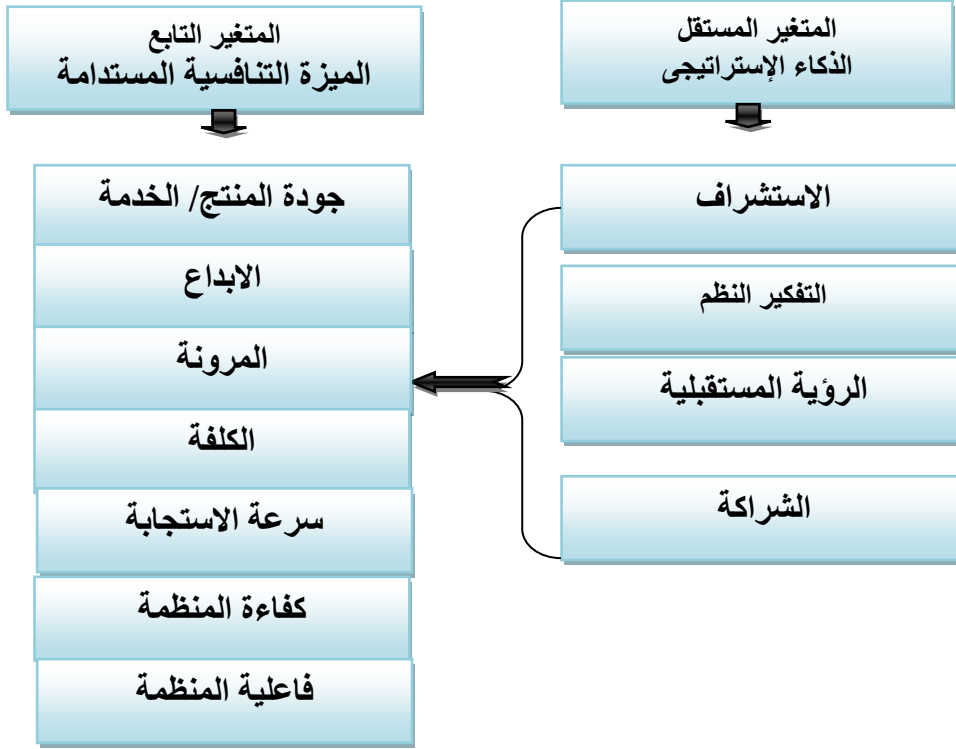 المتغير المستقل
الذكاء الإستراتيجى
الاستشراف
التفكير النظم
الرؤية المستقبلية
الشراكة
المتغير التابع
الميزة التنافسية المستدامة
جودة المنتج/ الخدمة
الابداع
المرونة
الكلفة
سرعة الاستجابة
كفاءة المنظمة
فاعلية المنظمة